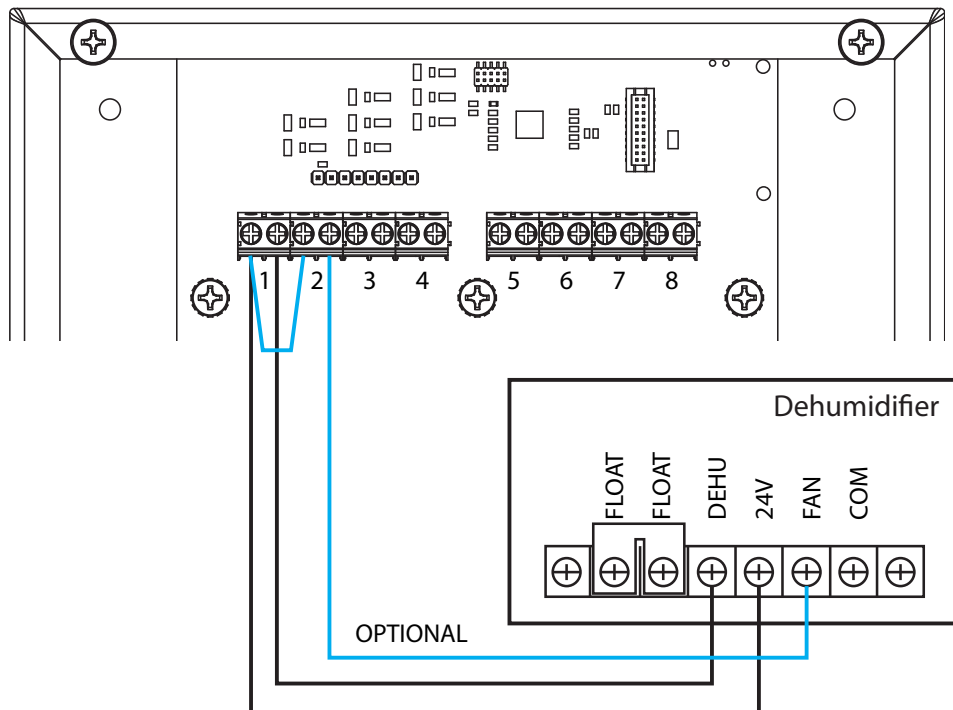 1 2 3 4 5 6 7 8
Dehumidifier
FLOAT
FLOAT
DEHU
24V
FAN
COM
OPTIONAL